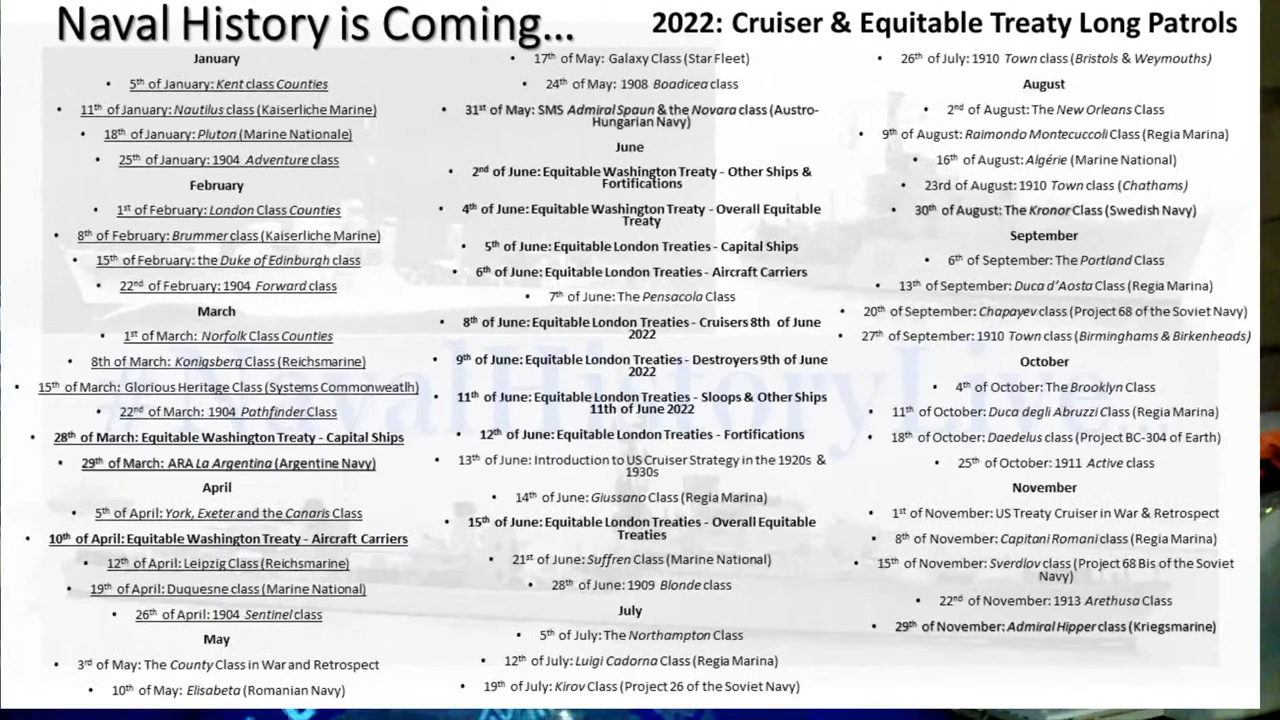 Naval History is Coming...
2022: Cruiser & Equitable Treaty Long Patrols
January
• 5th of January: Kent class Counties
• 11th of January: Nautilus class (Kaiserliche Marine)
• 18th of January: Pluton (Marine Nationale)
• 25th of January: 1904 Adventure class
February
• 1st of February: London Class Counties
• 8th of February: Brummer class (Kaiserliche Marine)
• 15th of February: the Duke of Edinburgh class
• 22nd of February: 1904 Forward class
March
• 1st of March: Norfolk Class Counties
• 8th of March: Konigsberg Class (Reichsmarine)
• 15th of March: Glorious Heritage Class (Systems Commonweatlh)
• 22nd of March: 1904 Pathfinder Class
• 28th of March: Equitable Washington Treaty - Capital Ships
• 29th of March: ARA La Argentina (Argentine Navy)
April
• 5th of April: York, Exeter and the Canaris Class
• 10th of April: Equitable Washington Treaty - Aircraft Carriers
• 12th of April: Leipzig Class (Reichsmarine)
• 19th of April: Duquesne class (Marine National)
• 26th of April: 1904 Sentinel class
May
• 3rd of May: The County Class in War and Retrospect
• 10th of May: Elisabeta (Romanian Navy)
• 17th of May: Galaxy Class (Star Fleet)
• 24th of May: 1908 Boadicea class
• 31st of May: SMS Admiral Spaun & the Novara class (Austro-
Hungarian Navy)
June
• 2nd of June: Equitable Washington Treaty - Other Ships &
Fortifications
• 4th of June: Equitable Washington Treaty - Overall Equitable
Treaty
• 5th of June: Equitable London Treaties - Capital Ships
• 6th of June: Equitable London Treaties - Aircraft Carriers
• 7th of June: The Pensacola Class
• 8th of June: Equitable London Treaties - Cruisers 8th of June
2022
• 9th of June: Equitable London Treaties - Destroyers 9th of June
2022
• 11th of June: Equitable London Treaties - Sloops & Other Ships
11th of June 2022
• 12th of June: Equitable London Treaties - Fortifications
• 13th of June: Introduction to US Cruiser Strategy in the 1920s &
1930s
• 14th of June: Giussano Class (Regia Marina)
• 15th of June: Equitable London Treaties - Overall Equitable
Treaties
• 21st of June: Suffren Class (Marine National)
• 28th of June: 1909 Blonde class
July
• 5th of July: The Northampton Class
• 12th of July: Luigi Cadorna Class (Regia Marina)
• 19th of July: Kirov Class (Project 26 of the Soviet Navy)
• 26th of July: 1910 Town class (Bristols & Weymouths)
August
• 2nd of August: The New Orleans Class
• 9th of August: Raimondo Montecuccoli Class (Regia Marina)
• 16th of August: Algérie (Marine National)
• 23rd of August: 1910 Town class (Chathams)
• 30th of August: The Kronor Class (Swedish Navy)
September
• 6th of September: The Portland Class
• 13th of September: Duca d'Aosta Class (Regia Marina)
• 20th of September: Chapayev class (Project 68 of the Soviet Navy)
• 27th of September: 1910 Town class (Birminghams & Birkenheads)
October
• 4th of October: The Brooklyn Class
• 11th of October: Duca degli Abruzzi Class (Regia Marina)
• 18th of October: Daedelus class (Project BC-304 of Earth)
• 25th of October: 1911 Active class
November
• 1st of November: US Treaty Cruiser in War & Retrospect
• 8th of November: Capitani Romani class (Regia Marina)
• 15th of November: Sverdlov class (Project 68 Bis of the Soviet
Navy)
• 22nd of November: 1913 Arethusa Class
• 29th of November: Admiral Hipper class (Kriegsmarine)
#NavalHistoryLive...